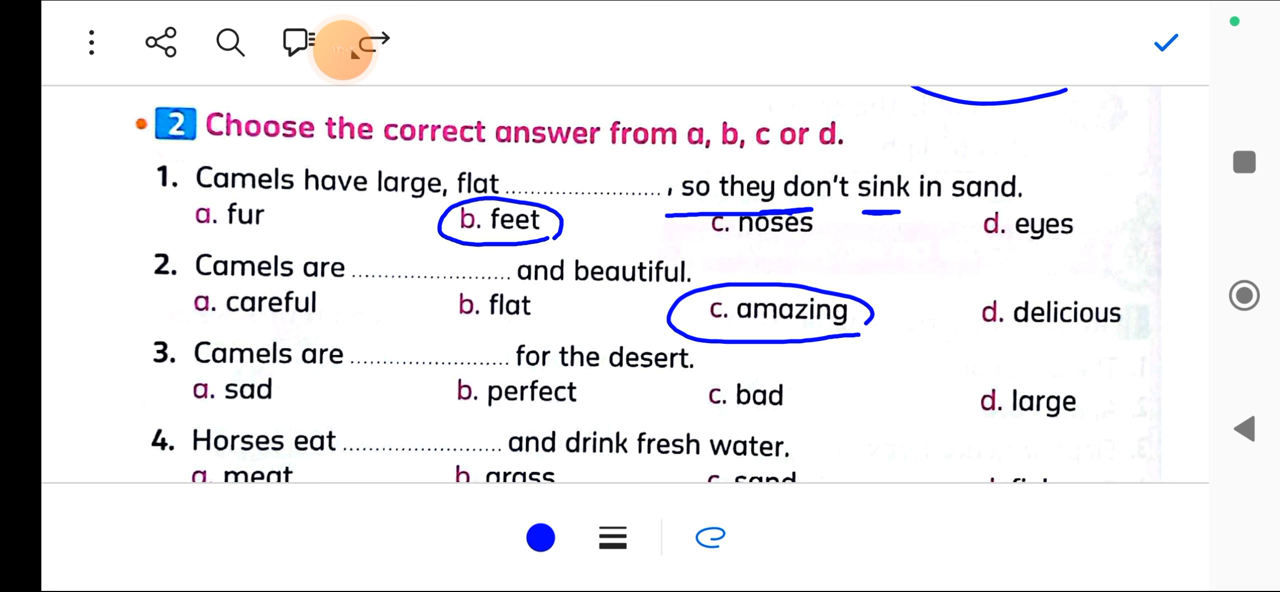 2 Choose the correct answer from a, b, c or d.
1. Camels have large, flat ........................ , so they don't sink in sand.
a. fur b. feet c. noses d. eyes
2. Camels are ........................ and beautiful.
a. careful b. flat c. amazing d. delicious
3. Camels are ........................ for the desert.
a. sad b. perfect c. bad d. large
4. Horses eat ........................ and drink fresh water.
a. meat b. grass c. sand